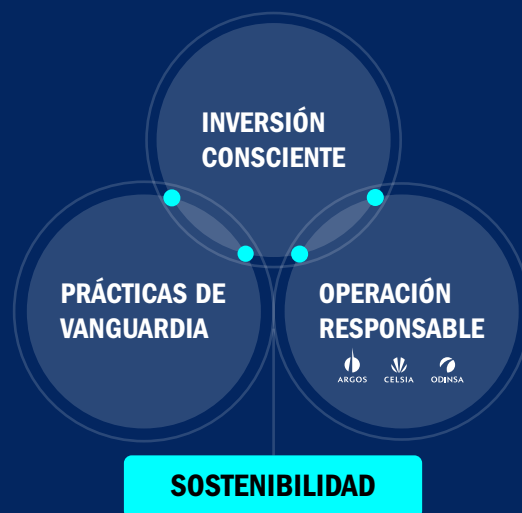 INVERSIÓN
CONSCIENTE
PRÁCTICAS DE
VANGUARDIA
OPERACIÓN
RESPONSABLE
ARGOS CELSIA ODINSA
SOSTENIBILIDAD